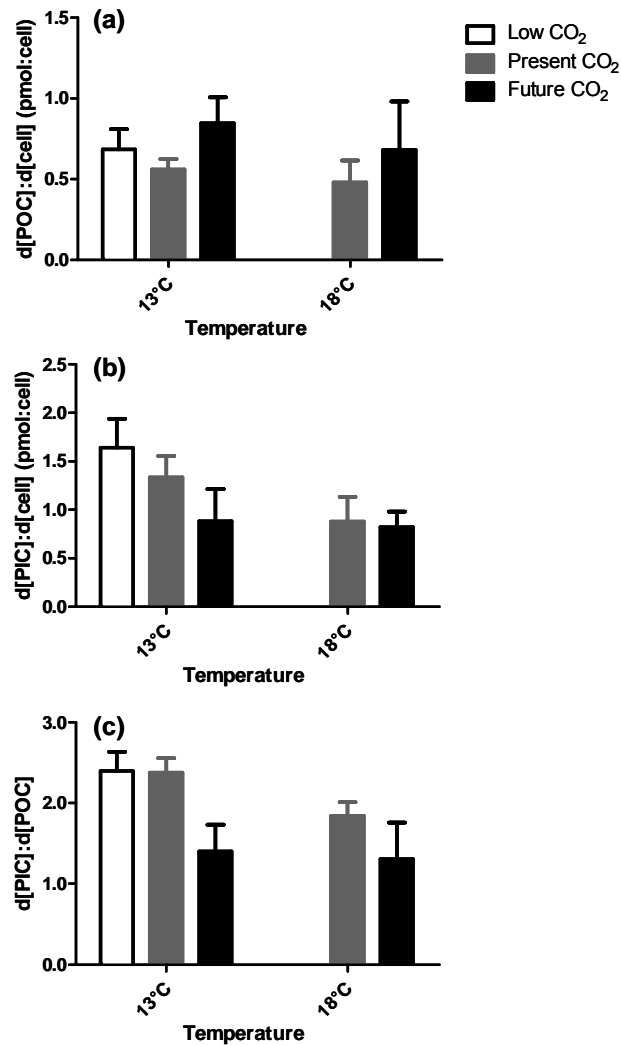 (a)
1.5
1.0
0.5
0.0
d[POC]:d[cell] (pmol:cell)
13°C
18°C
Temperature
Low CO₂
Present CO₂
Future CO₂
(b)
2.5
2.0
1.5
1.0
0.5
0.0
d[PIC]:d[cell] (pmol:cell)
13°C
18°C
Temperature
(c)
3.0
2.0
1.0
0.0
d[PIC]:d[POC]
13°C
18°C
Temperature